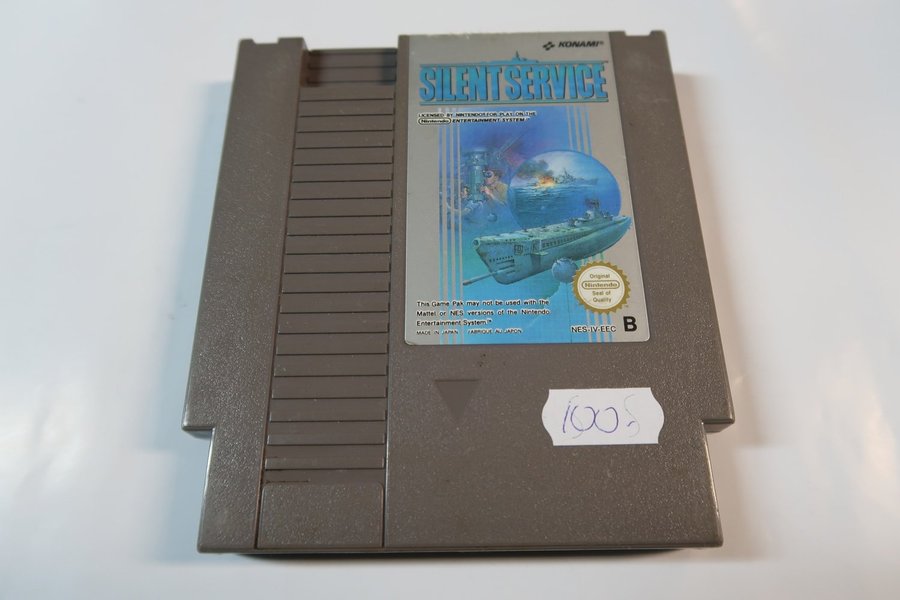 KONAMI®
SILENT SERVICE
LICENSED BY NINTENDO FOR PLAY ON THE
Nintendo ENTERTAINMENT SYSTEM™
Original
Nintendo
Seal of
Quality
This Game Pak may not be used with the
Mattel or NES versions of the Nintendo
Entertainment System.™
MADE IN JAPAN / FABRIQUE AU JAPON
NES-IV-EEC B